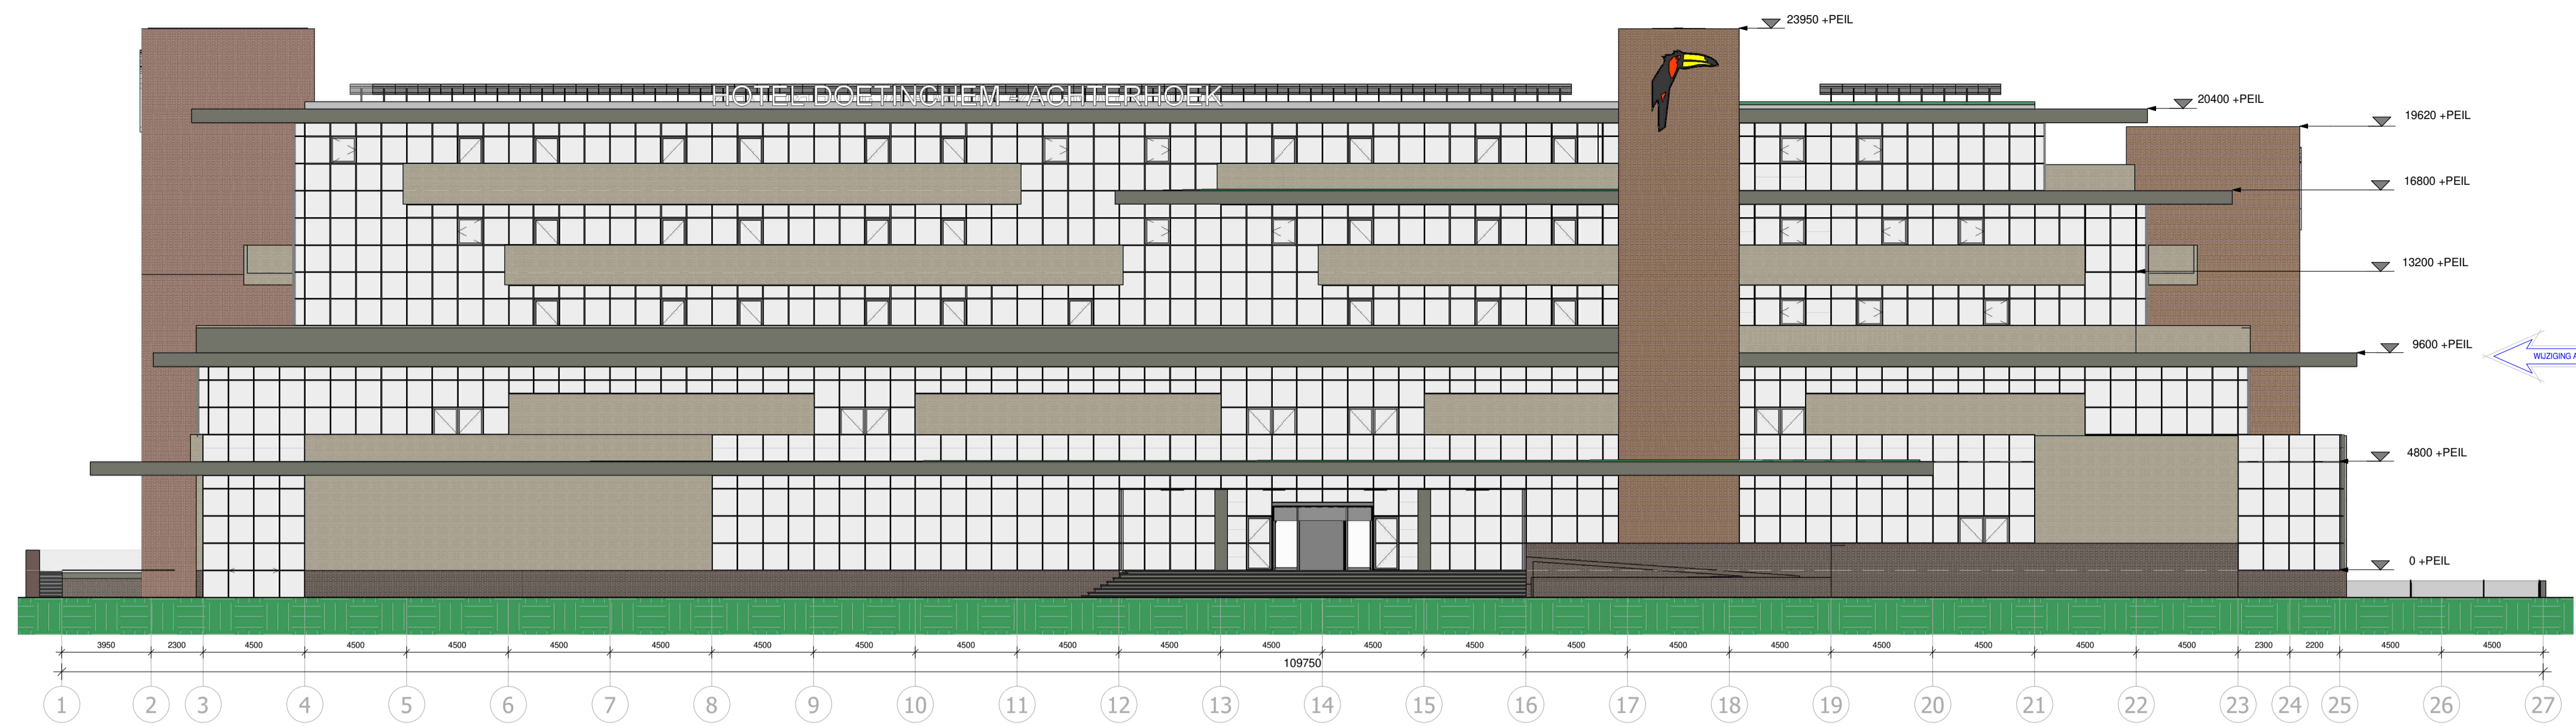 23950 +PEIL
HOTEL DOETINCHEM - ACHTERHOEK
20400 +PEIL
19620 +PEIL
16800 +PEIL
13200 +PEIL
9600 +PEIL
WIJZIGING A
4800 +PEIL
0 +PEIL
3950 2300 4500 4500 4500 4500 4500 4500 4500 4500 4500 4500 4500 4500 4500 4500 4500 4500 4500 4500 4500 4500 2300 2200 4500 4500
109750
1 2 3 4 5 6 7 8 9 10 11 12 13 14 15 16 17 18 19 20 21 22 23 24 25 26 27